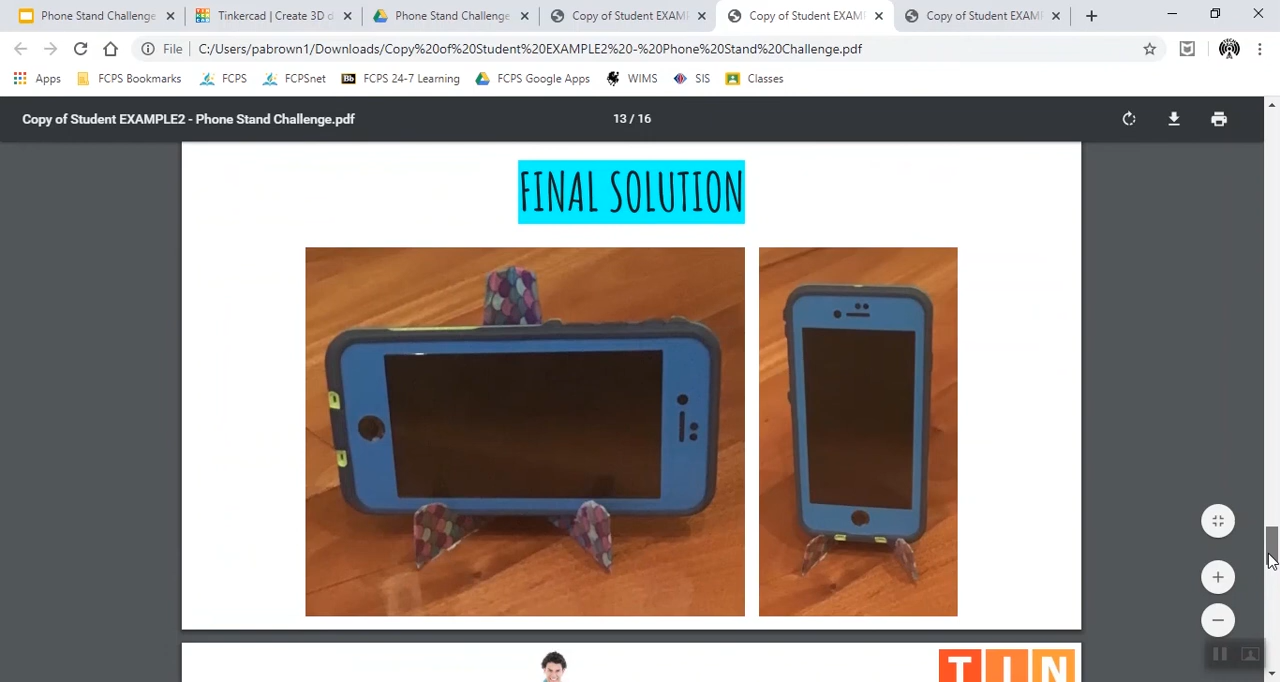 Phone Stand Challenge
Tinkercad | Create 3D d
Phone Stand Challenge
Copy of Student EXAM
Copy of Student EXAM
Copy of Student EXAM
File
C:/Users/pabrown1/Downloads/Copy%20of%20Student%20EXAMPLE2%20-%20Phone%20Stand%20Challenge.pdf
Apps
FCPS Bookmarks
FCPS
FCPSnet
Bb
FCPS 24-7 Learning
FCPS Google Apps
WIMS
SIS
Classes
Copy of Student EXAMPLE2 - Phone Stand Challenge.pdf
13 / 16
FINAL SOLUTION
TIN